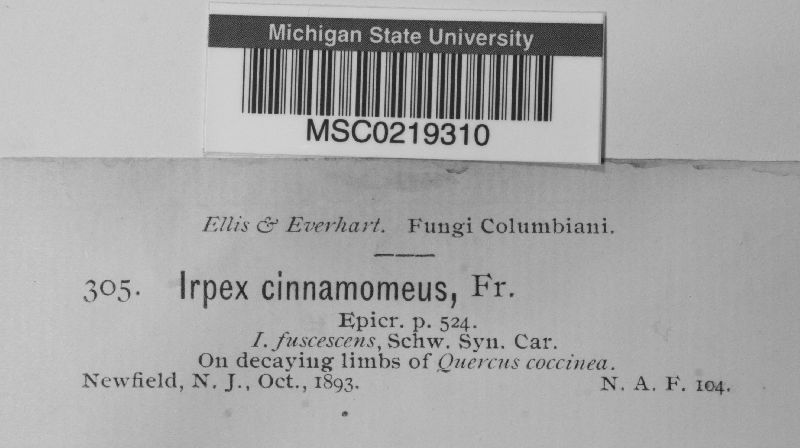 Michigan State University
MSC0219310
Ellis & Everhart. Fungi Columbiani.
305. Irpex cinnamomeus, Fr.
Epicr. p. 524.
I. fuscescens, Schw. Syn. Car.
On decaying limbs of Quercus coccinea.
Newfield, N. J., Oct., 1893. N. A. F. 104.